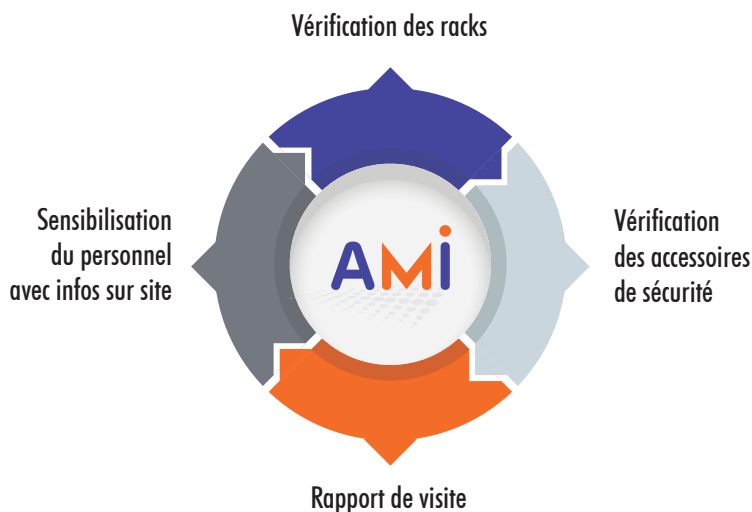 Vérification des racks
Sensibilisation
du personnel
avec infos sur site
AMi
Vérification
des accessoires
de sécurité
Rapport de visite